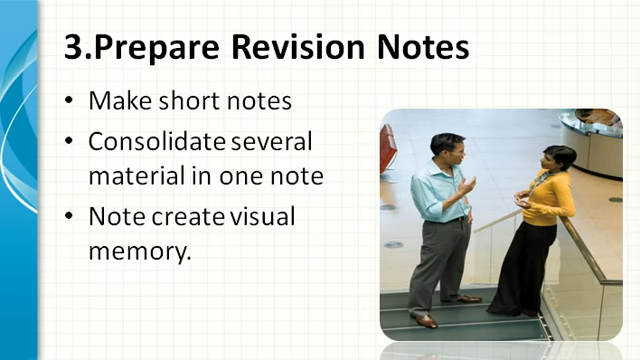 3.Prepare Revision Notes
• Make short notes
• Consolidate several
material in one note
• Note create visual
memory.